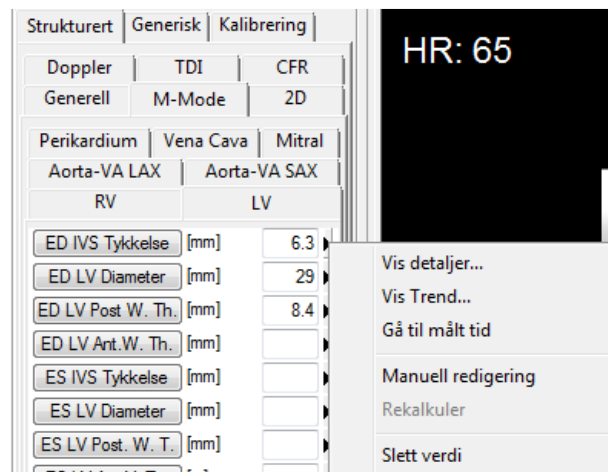 Strukturert Generisk Kalibrering
Doppler TDI CFR
Generell M-Mode 2D
Perikardium Vena Cava Mitral
Aorta-VA LAX Aorta-VA SAX
RV LV
ED IVS Tykkelse [mm] 6.3
ED LV Diameter [mm] 29
ED LV Post W. Th. [mm] 8.4
ED LV Ant.W. Th. [mm]
ES IVS Tykkelse [mm]
ES LV Diameter [mm]
ES LV Post. W. T. [mm]
HR: 65
Vis detaljer...
Vis Trend...
Gå til målt tid
Manuell redigering
Rekalkuler
Slett verdi